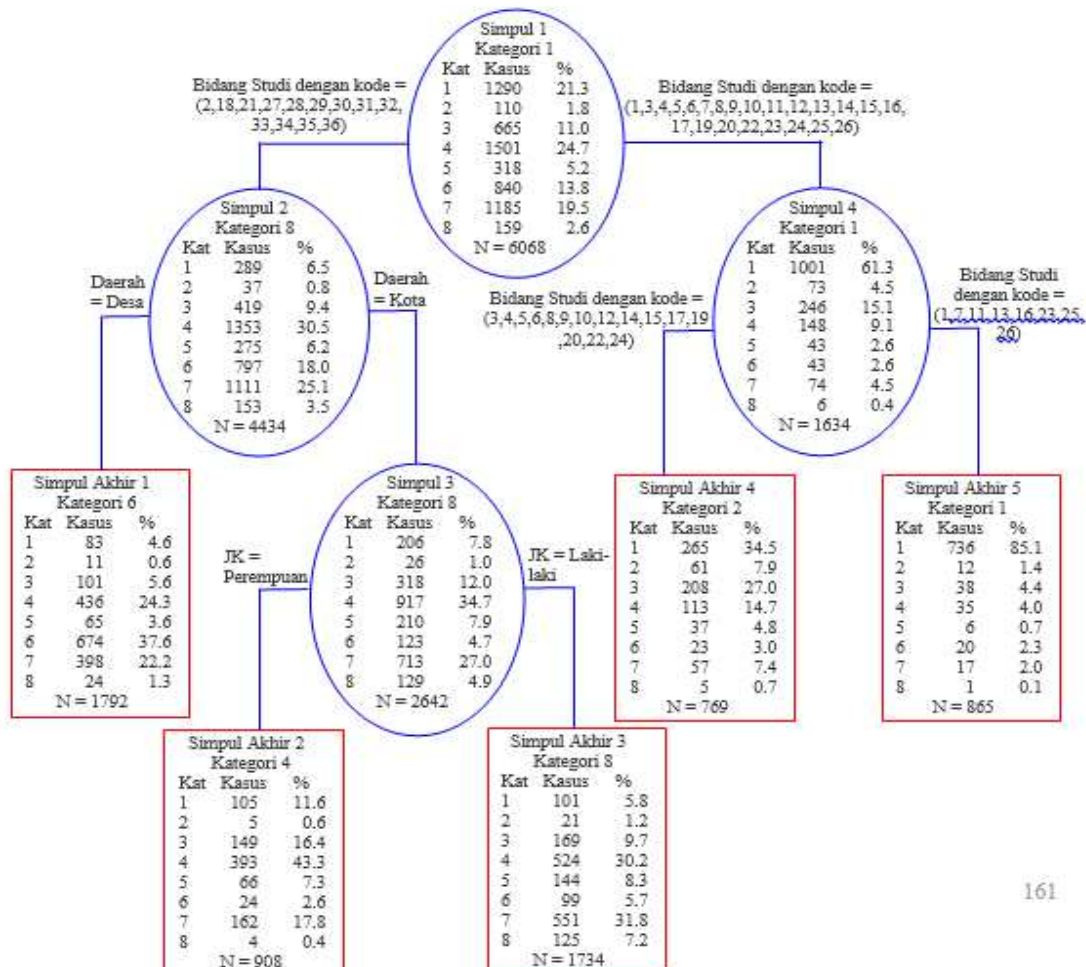 Simpul 1
Kategori 1
Kat Kasus %
1 1290 21.3
2 110 1.8
3 665 11.0
4 1501 24.7
5 318 5.2
6 840 13.8
7 1185 19.5
8 159 2.6
N = 6068
Bidang Studi dengan kode =
(2,18,21,27,28,29,30,31,32,
33,34,35,36)
Bidang Studi dengan kode =
(1,3,4,5,6,7,8,9,10,11,12,13,14,15,16,
17,19,20,22,23,24,25,26)
Simpul 2
Kategori 8
Kat Kasus %
1 289 6.5
2 37 0.8
3 419 9.4
4 1353 30.5
5 275 6.2
6 797 18.0
7 1111 25.1
8 153 3.5
N = 4434
Simpul 4
Kategori 1
Kat Kasus %
1 1001 61.3
2 73 4.5
3 246 15.1
4 148 9.1
5 43 2.6
6 43 2.6
7 74 4.5
8 6 0.4
N = 1634
Daerah
= Desa
Daerah
= Kota
Bidang Studi dengan kode =
(3,4,5,6,8,9,10,12,14,15,17,19
,20,22,24)
Bidang Studi
dengan kode =
(1,7,11,13,16,23,25,
26)
Simpul Akhir 1
Kategori 6
Kat Kasus %
1 83 4.6
2 11 0.6
3 101 5.6
4 436 24.3
5 65 3.6
6 674 37.6
7 398 22.2
8 24 1.3
N = 1792
Simpul 3
Kategori 8
Kat Kasus %
1 206 7.8
2 26 1.0
3 318 12.0
4 917 34.7
5 210 7.9
6 123 4.7
7 713 27.0
8 129 4.9
N = 2642
Simpul Akhir 4
Kategori 2
Kat Kasus %
1 265 34.5
2 61 7.9
3 208 27.0
4 113 14.7
5 37 4.8
6 23 3.0
7 57 7.4
8 5 0.7
N = 769
Simpul Akhir 5
Kategori 1
Kat Kasus %
1 736 85.1
2 12 1.4
3 38 4.4
4 35 4.0
5 6 0.7
6 20 2.3
7 17 2.0
8 1 0.1
N = 865
JK =
Perempuan
JK = Laki-
laki
Simpul Akhir 2
Kategori 4
Kat Kasus %
1 105 11.6
2 5 0.6
3 149 16.4
4 393 43.3
5 66 7.3
6 24 2.6
7 162 17.8
8 4 0.4
N = 908
Simpul Akhir 3
Kategori 8
Kat Kasus %
1 101 5.8
2 21 1.2
3 169 9.7
4 524 30.2
5 144 8.3
6 99 5.7
7 551 31.8
8 125 7.2
N = 1734
161